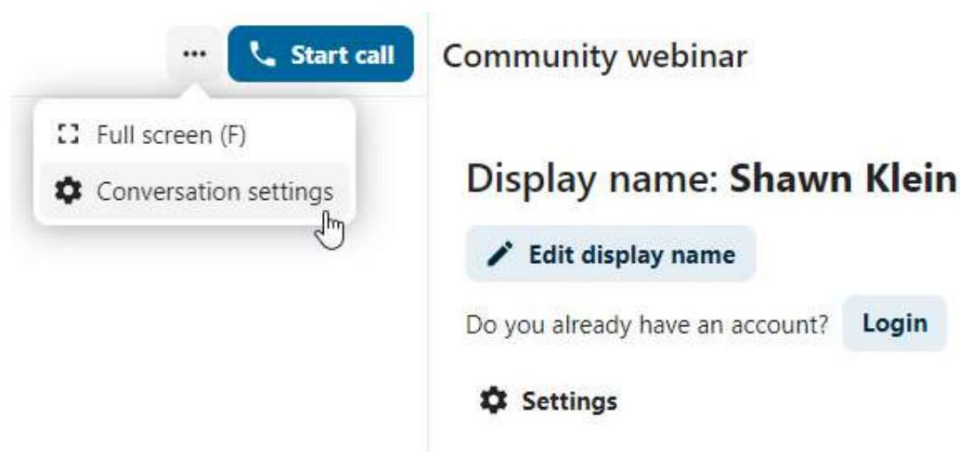 Start call
Full screen (F)
Conversation settings
Community webinar
Display name: Shawn Klein
Edit display name
Do you already have an account? Login
Settings